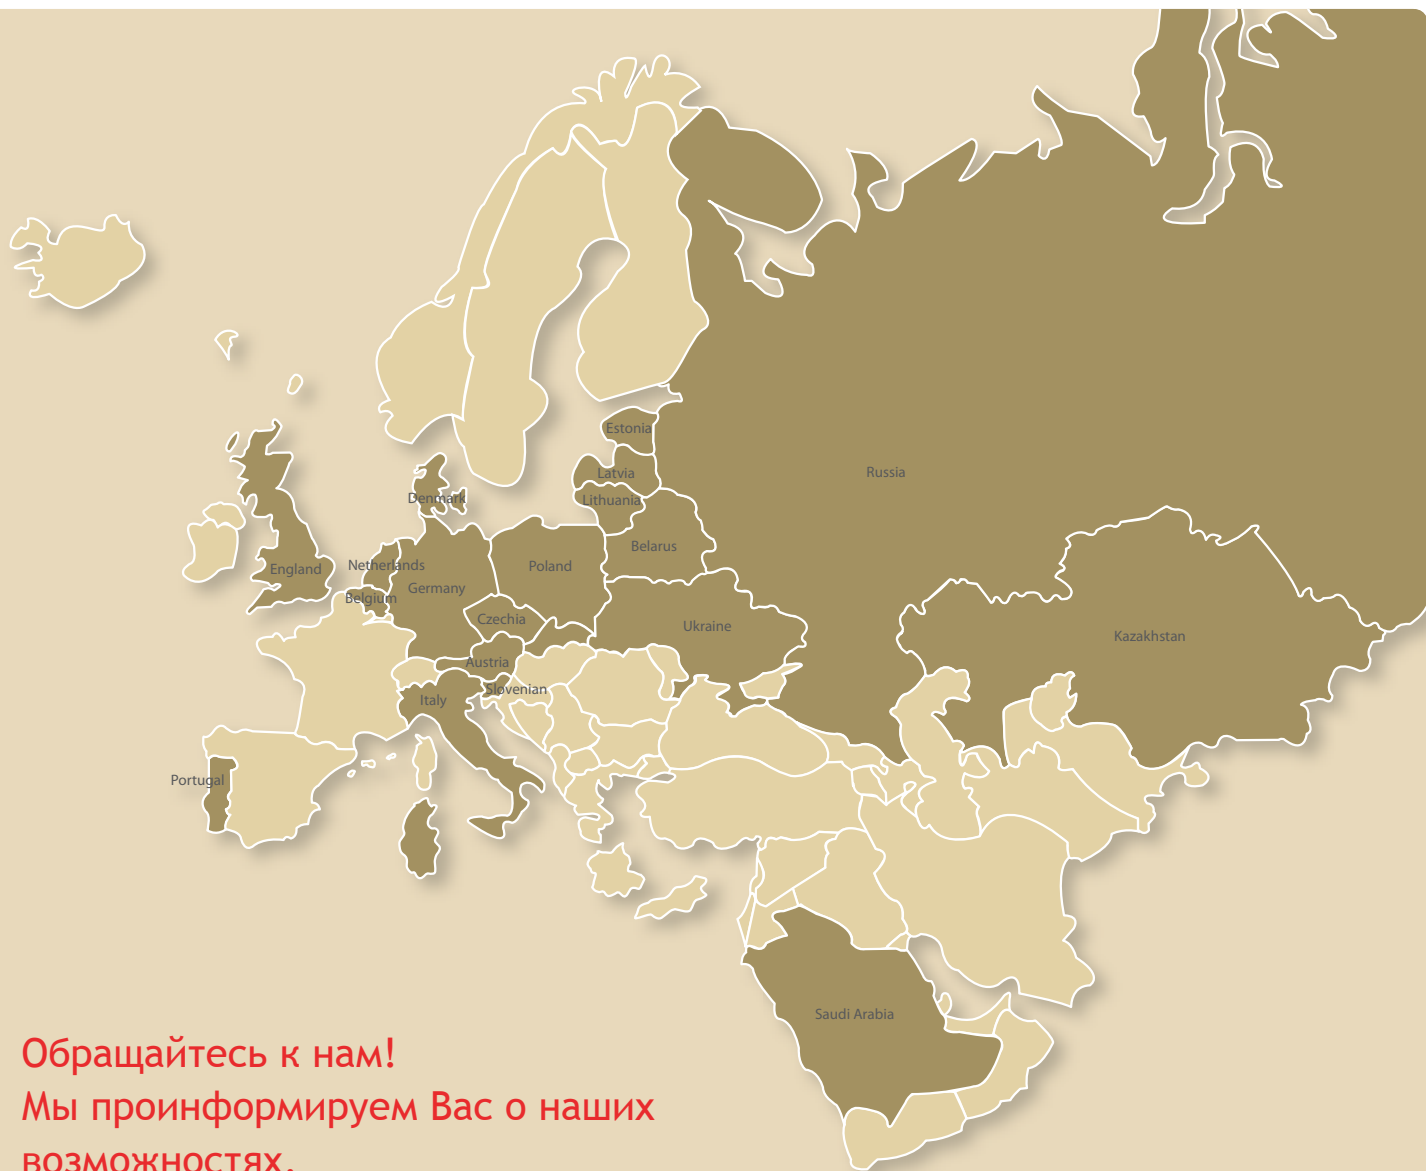 Estonia
Russia
Latvia
Denmark
Lithuania
Belarus
Netherlands
England
Poland
Germany
Belgium
Czechia
Ukraine
Kazakhstan
Austria
Slovenian
Italy
Portugal
Saudi Arabia
Обращайтесь к нам!
Мы проинформируем Вас о наших
возможностях.